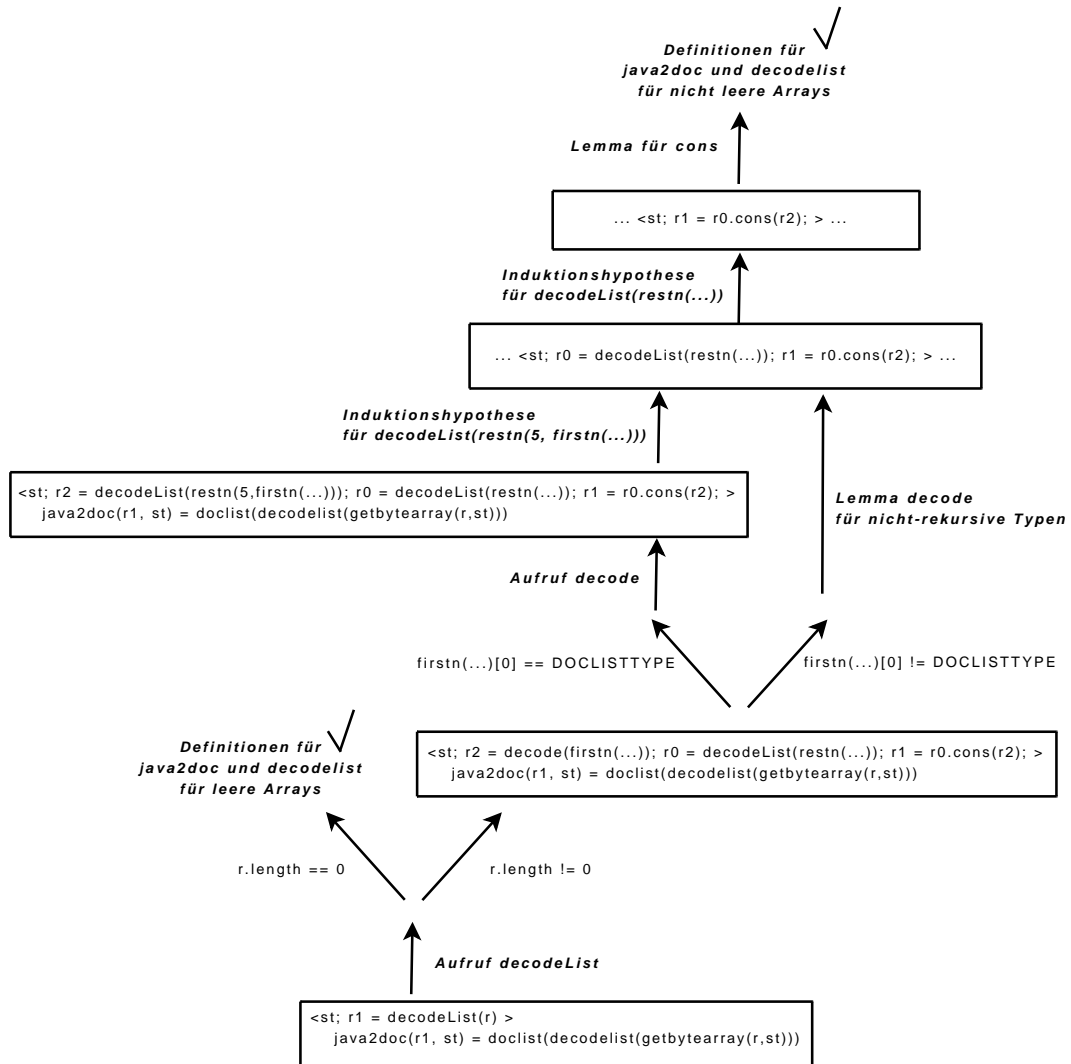 Definitionen für
java2doc und decodelist
für nicht leere Arrays
Lemma für cons
... <st; r1 = r0.cons(r2); > ...
Induktionshypothese
für decodeList(restn(...))
... <st; r0 = decodeList(restn(...)); r1 = r0.cons(r2); > ...
Induktionshypothese
für decodeList(restn(5, firstn(...)))
<st; r2 = decodeList(restn(5,firstn(...))); r0 = decodeList(restn(...)); r1 = r0.cons(r2); >
java2doc(r1, st) = doclist(decodelist(getbytearray(r,st)))
Lemma decode
für nicht-rekursive Typen
Aufruf decode
firstn(...)[0] == DOCLISTTYPE
firstn(...)[0] != DOCLISTTYPE
Definitionen für
java2doc und decodelist
für leere Arrays
<st; r2 = decode(firstn(...)); r0 = decodeList(restn(...)); r1 = r0.cons(r2); >
java2doc(r1, st) = doclist(decodelist(getbytearray(r,st)))
r.length == 0
r.length != 0
Aufruf decodeList
<st; r1 = decodeList(r) >
java2doc(r1, st) = doclist(decodelist(getbytearray(r,st)))